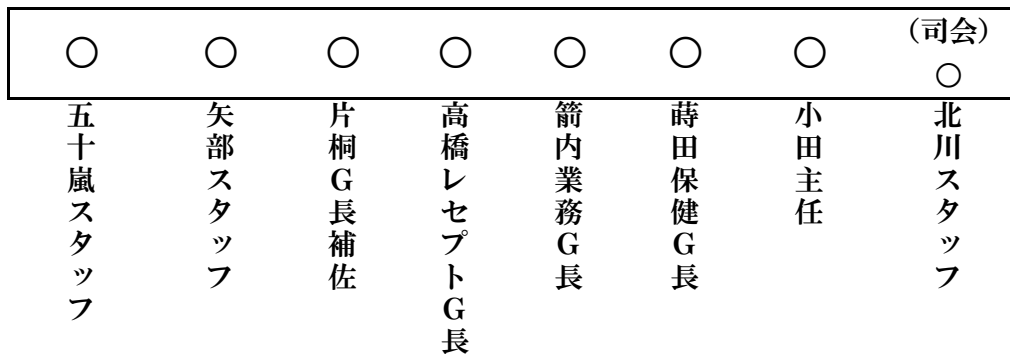 (司会)
○
北川スタッフ
○
小田主任
○
蒔田保健G長
○
箭内業務G長
○
高橋レセプトG長
○
片桐G長補佐
○
矢部スタッフ
○
五十嵐スタッフ